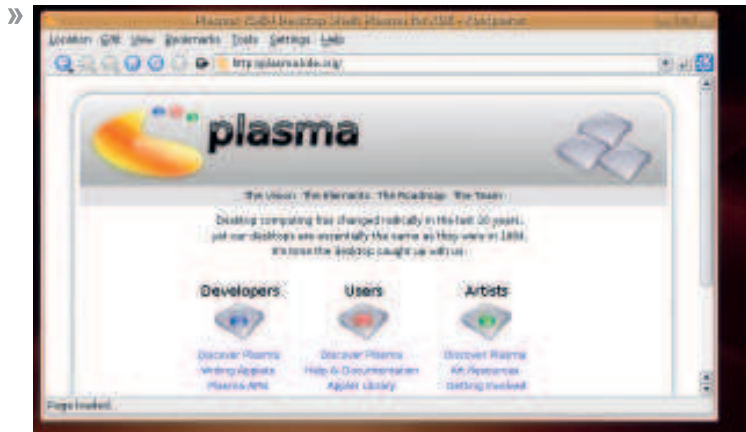 »
Plasma: KDE4 Desktop Shell: Plasma for KDE -
Location Edit View Bookmarks Tools Settings Help
http://plasma.kde.org/
plasma
The Vision The Elements The Roadmap The Team
Desktop computing has changed radically in the last 20 years,
yet our desktops are essentially the same as they were in 1984.
It's time the desktop caught up with us.
Developers Users Artists
Discover Plasma Discover Plasma Discover Plasma
Writing Applets Help & Documentation Art Resources
Plasma APIs Applet Library Getting Involved
Page loaded.